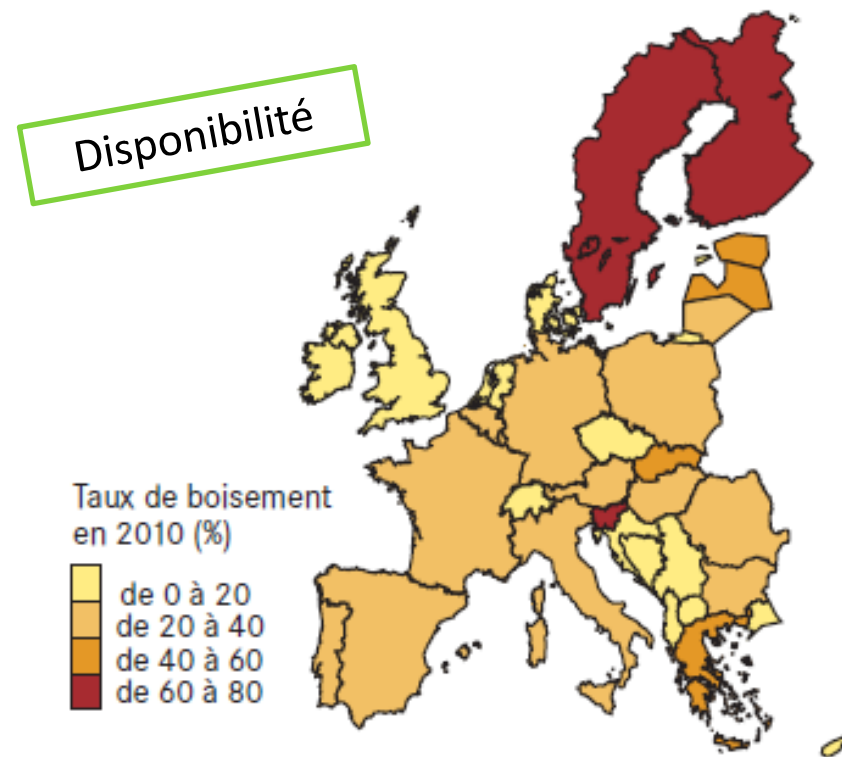 Disponibilité
Taux de boisement
en 2010 (%)
de 0 à 20
de 20 à 40
de 40 à 60
de 60 à 80